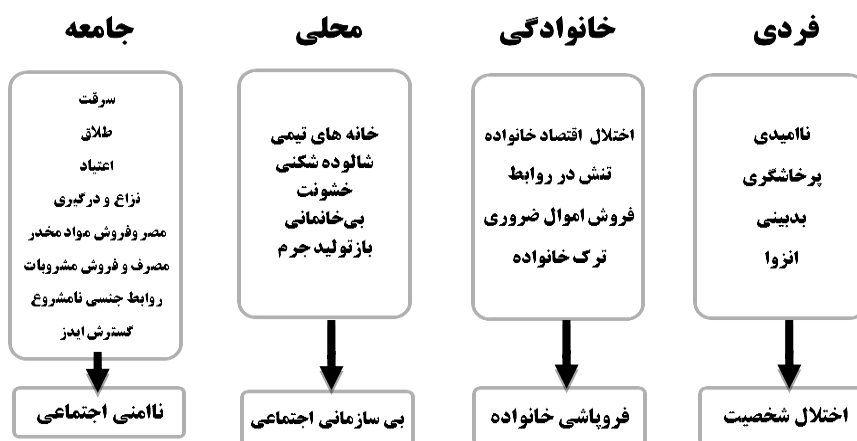 فردی
ناامیدی
پرخاشگری
بدبینی
انزوا
اختلال شخصیت
خانوادگی
اختلال اقتصاد خانواده
تنش در روابط
فروش اموال ضروری
ترک خانواده
فروپاشی خانواده
محلی
خانه های تیمی
شالوده شکنی
خشونت
بی‌خانمانی
بازتولید جرم
بی سازمانی اجتماعی
جامعه
سرقت
طلاق
اعتیاد
نزاع و درگیری
مصر وفروش مواد مخدر
مصرف و فروش مشروبات
روابط جنسی نامشروع
گسترش ایدز
ناامنی اجتماعی